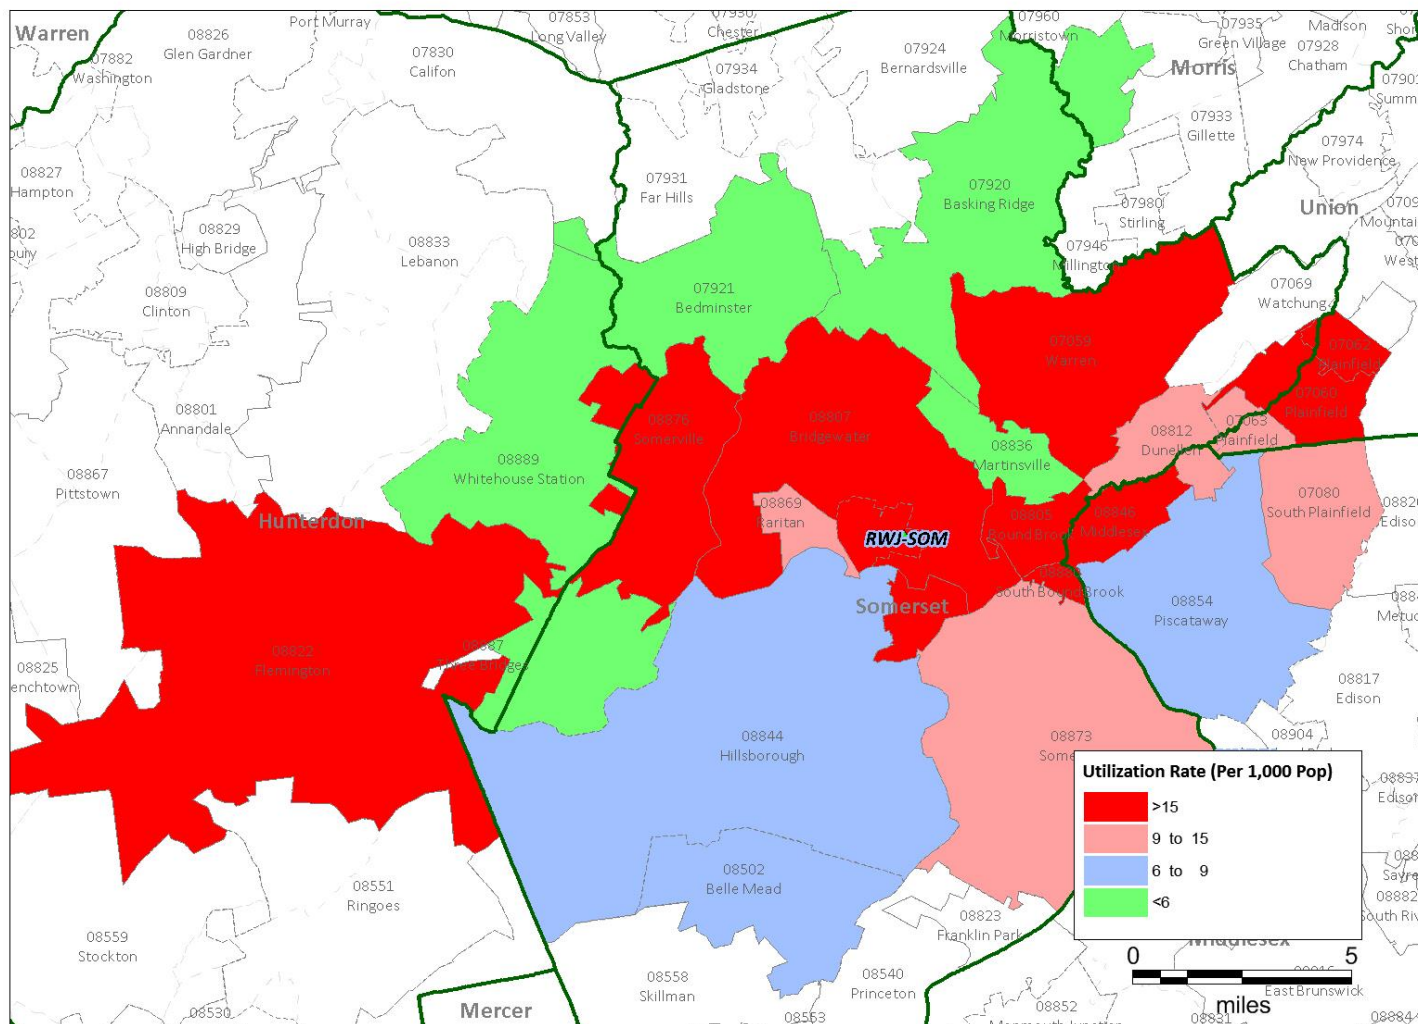 Warren
08826
Glen Gardner
Port Murray
07853
Long Valley
07930
Chester
07960
Morristown
07935
Green Village
Madison
07882
Washington
07830
Califon
07934
Gladstone
07924
Bernardsville
Morris
07928
Chatham
07933
Gillette
07974
New Providence
08827
Hampton
07931
Far Hills
07920
Basking Ridge
07980
Stirling
Union
08829
High Bridge
08833
Lebanon
07946
Millington
08809
Clinton
07921
Bedminster
07069
Watchung
07059
Warren
07062
Plainfield
07060
Plainfield
08801
Annandale
08876
Somerville
08807
Bridgewater
08836
Martinsville
08812
Dunellen
07063
Plainfield
08867
Pittstown
08889
Whitehouse Station
Hunterdon
08869
Raritan
RWJ-SOM
08805
Bound Brook
08846
Middlesex
07080
South Plainfield
South Bound Brook
Somerset
08854
Piscataway
08822
Flemington
08825
08817
Edison
08844
Hillsborough
08873
08904
08502
Belle Mead
08551
Ringoes
08559
Stockton
08823
Franklin Park
08558
Skillman
08540
Princeton
Mercer
08530
08553
08852
08831
08884
East Brunswick
Utilization Rate (Per 1,000 Pop)
>15
9 to 15
6 to 9
<6
0 5
miles